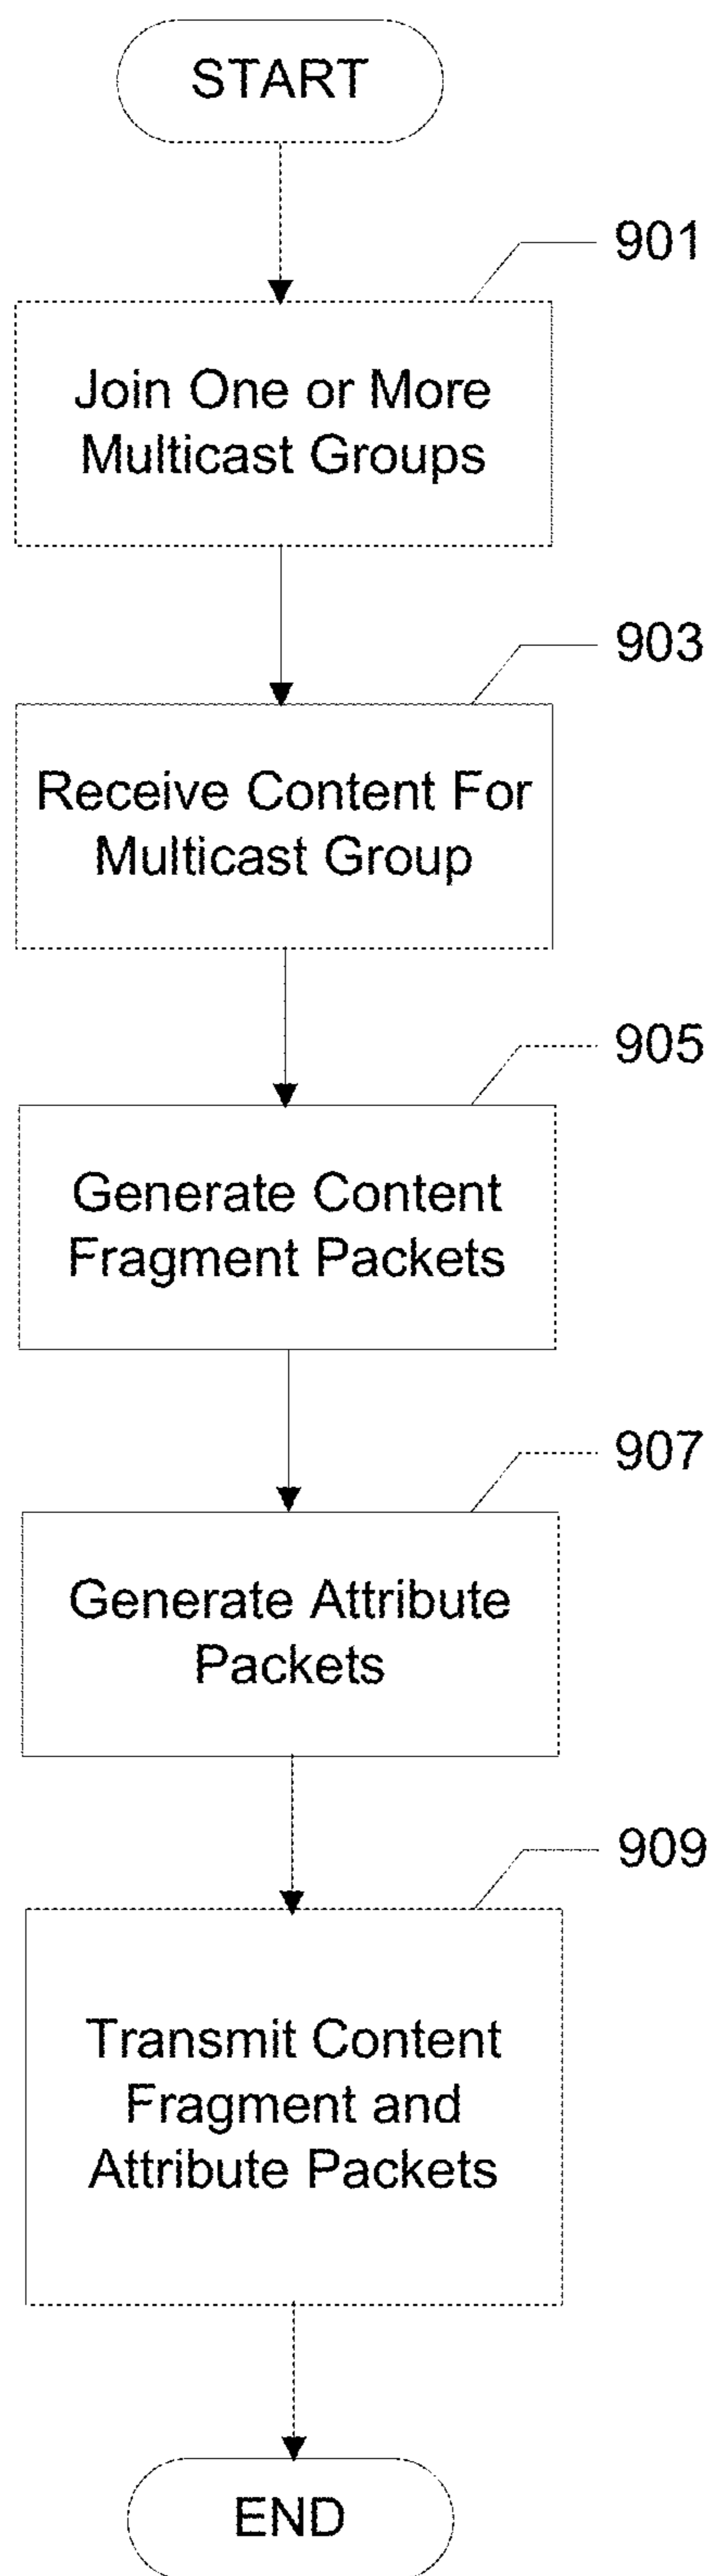 START
901
Join One or More
Multicast Groups
903
Receive Content For
Multicast Group
905
Generate Content
Fragment Packets
907
Generate Attribute
Packets
909
Transmit Content
Fragment and
Attribute Packets
END